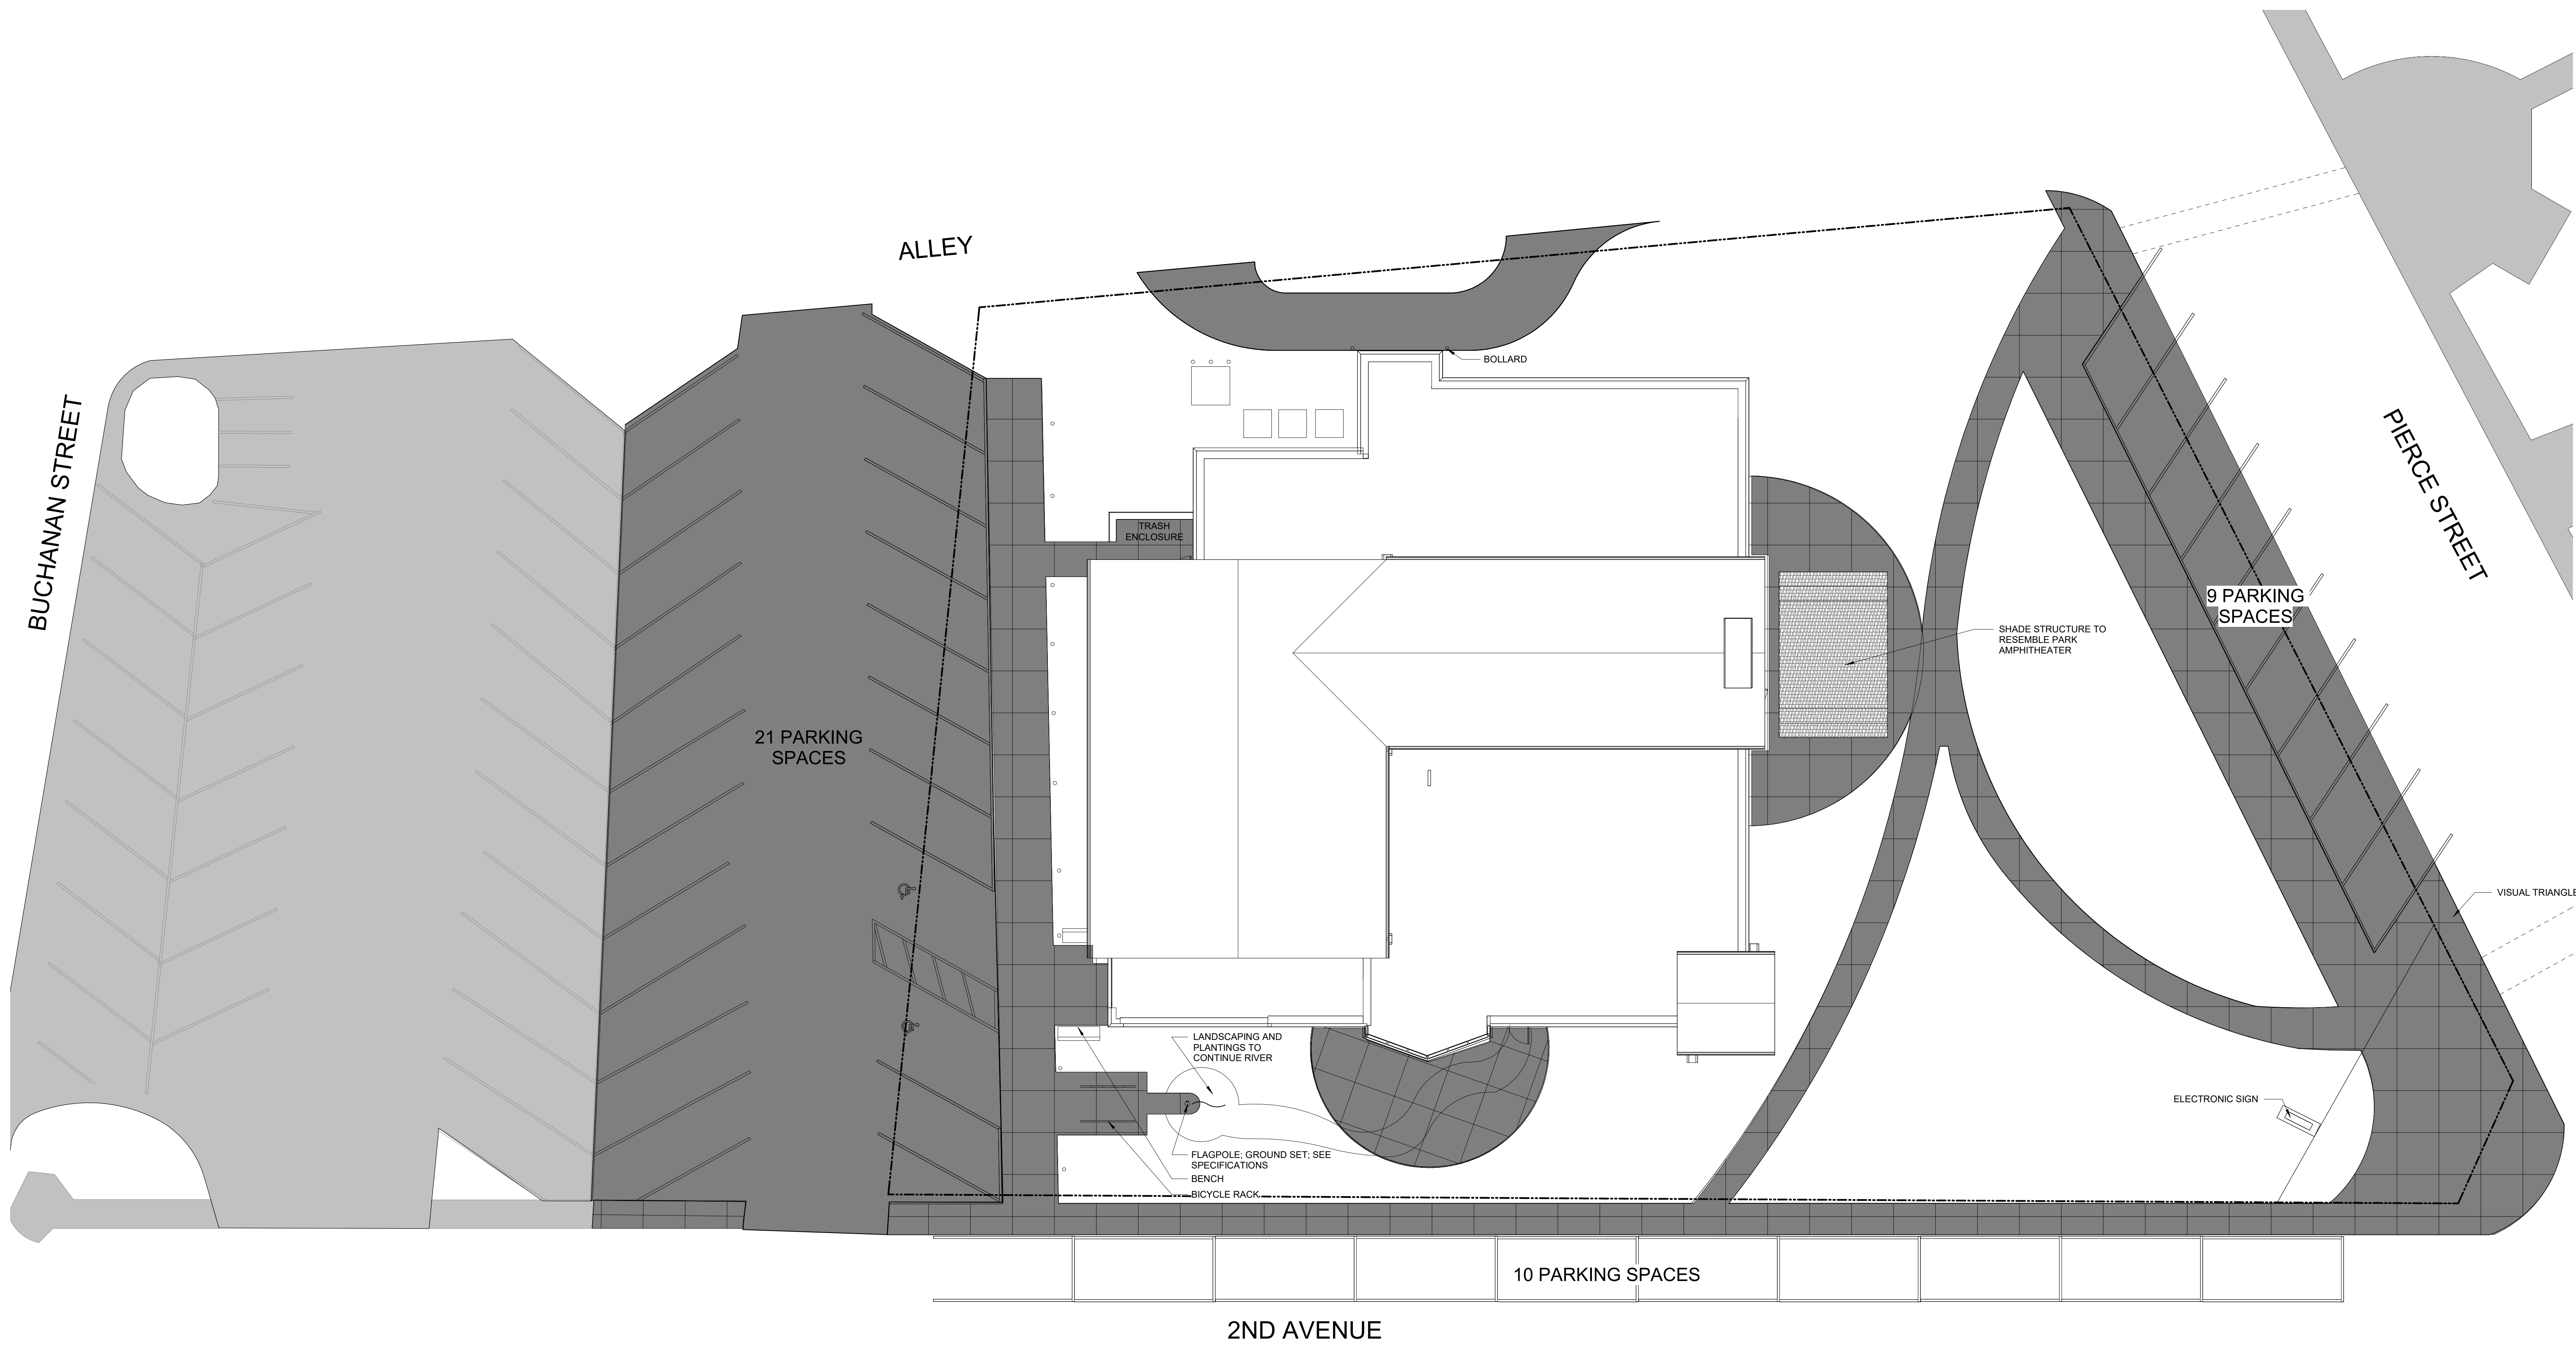 ALLEY
BUCHANAN STREET
PIERCE STREET
BOLLARD
TRASH
ENCLOSURE
9 PARKING
SPACES
SHADE STRUCTURE TO
RESEMBLE PARK
AMPHITHEATER
21 PARKING
SPACES
VISUAL TRIANGLE
LANDSCAPING AND
PLANTINGS TO
CONTINUE RIVER
ELECTRONIC SIGN
FLAGPOLE; GROUND SET; SEE
SPECIFICATIONS
BENCH
BICYCLE RACK
10 PARKING SPACES
2ND AVENUE